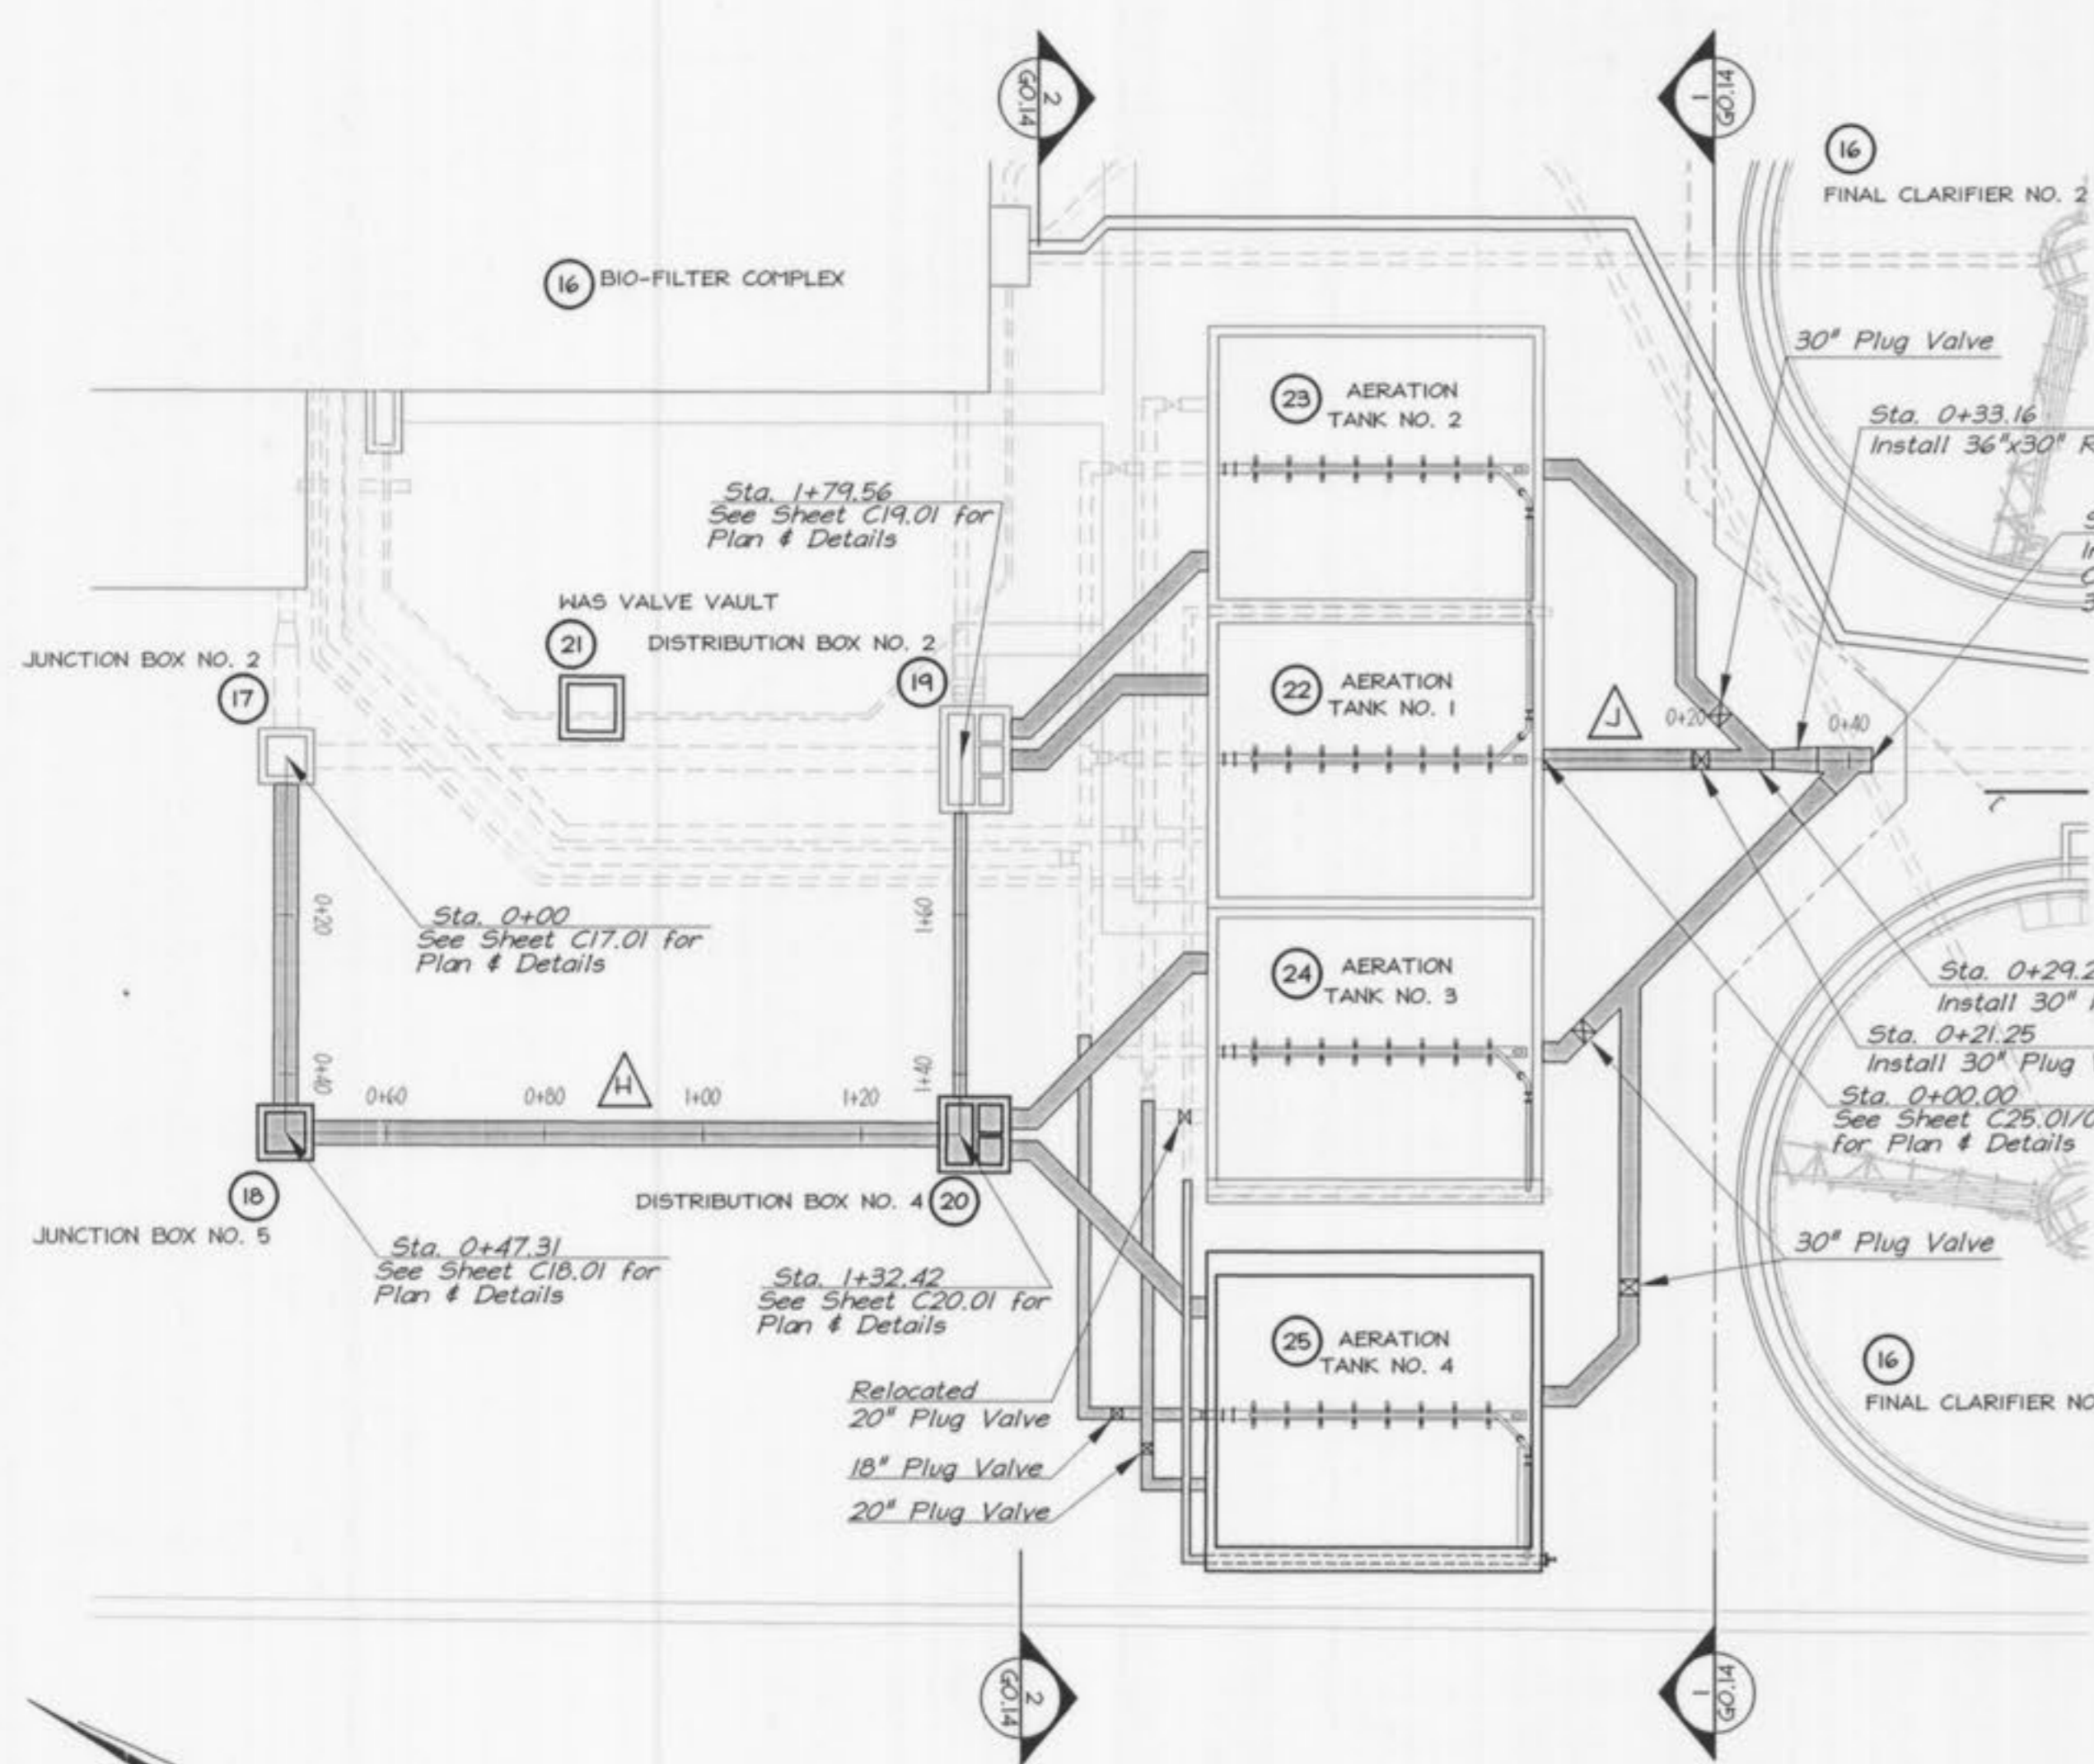 2
GO.14
1
GO.14
16
FINAL CLARIFIER NO. 2
16 BIO-FILTER COMPLEX
30" Plug Valve
Sta. 0+33.16
Install 36"x30"
23 AERATION
TANK NO. 2
Sta. 1+79.56
See Sheet C19.01 for
Plan & Details
WAS VALVE VAULT
21
DISTRIBUTION BOX NO. 2
19
JUNCTION BOX NO. 2
17
22 AERATION
TANK NO. 1
J
0+20
0+40
0+20
Sta. 0+00
See Sheet C17.01 for
Plan & Details
1+60
24 AERATION
TANK NO. 3
Sta. 0+29.2
Install 30"
Sta. 0+21.25
Install 30" Plug
Sta. 0+00.00
See Sheet C25.01/0
for Plan & Details
0+40
0+60
0+80
H
1+00
1+20
1+40
18
JUNCTION BOX NO. 5
DISTRIBUTION BOX NO. 4 20
Sta. 0+47.31
See Sheet C18.01 for
Plan & Details
Sta. 1+32.42
See Sheet C20.01 for
Plan & Details
30" Plug Valve
25 AERATION
TANK NO. 4
16
FINAL CLARIFIER NO
Relocated
20" Plug Valve
18" Plug Valve
20" Plug Valve
2
GO.14
1
GO.14